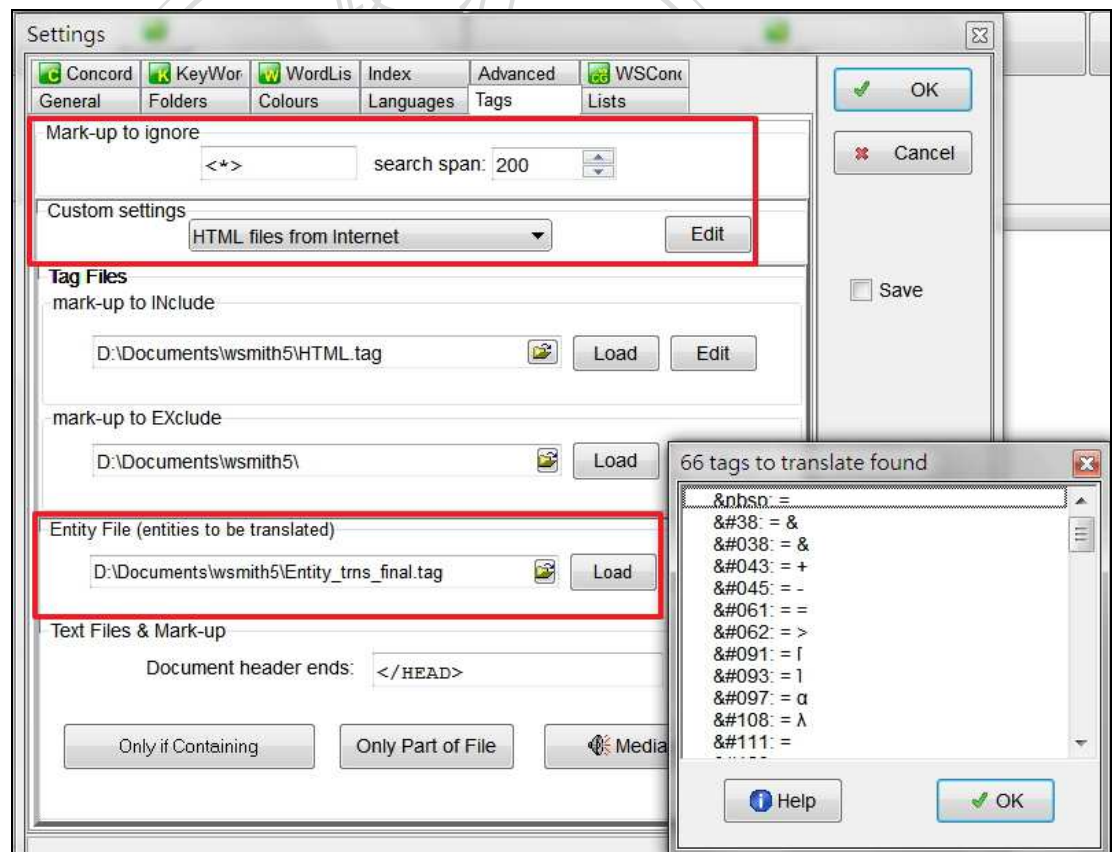 Settings
Concord KeyWor WordLis Index Advanced WSConc
General Folders Colours Languages Tags Lists
OK
Cancel
Mark-up to ignore
<*> search span: 200
Custom settings
HTML files from Internet Edit
Tag Files
Save
mark-up to INclude
D:\Documents\wsmith5\HTML.tag Load Edit
mark-up to EXclude
D:\Documents\wsmith5\ Load
Entity File (entities to be translated)
D:\Documents\wsmith5\Entity_trns_final.tag Load
Text Files & Mark-up
Document header ends: </HEAD>
Only if Containing Only Part of File Media
66 tags to translate found
&nbsp; =
&#38; = &
&#038; = &
&#043; = +
&#045; = -
&#061; = =
&#062; = >
&#091; = [
&#093; = ]
&#097; = α
&#108; = λ
&#111; =
Help OK